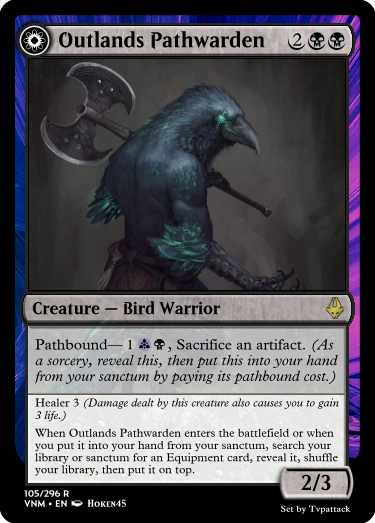 Outlands Pathwarden 2
Creature — Bird Warrior
Pathbound— 1 , Sacrifice an artifact. (As
a sorcery, reveal this, then put this into your hand
from your sanctum by paying its pathbound cost.)
Healer 3 (Damage dealt by this creature also causes you to gain
3 life.)
When Outlands Pathwarden enters the battlefield or when
you put it into your hand from your sanctum, search your
library or sanctum for an Equipment card, reveal it, shuffle
your library, then put it on top.
2/3
105/296 R
VNM • EN Hoken45
Set by Tvpattack